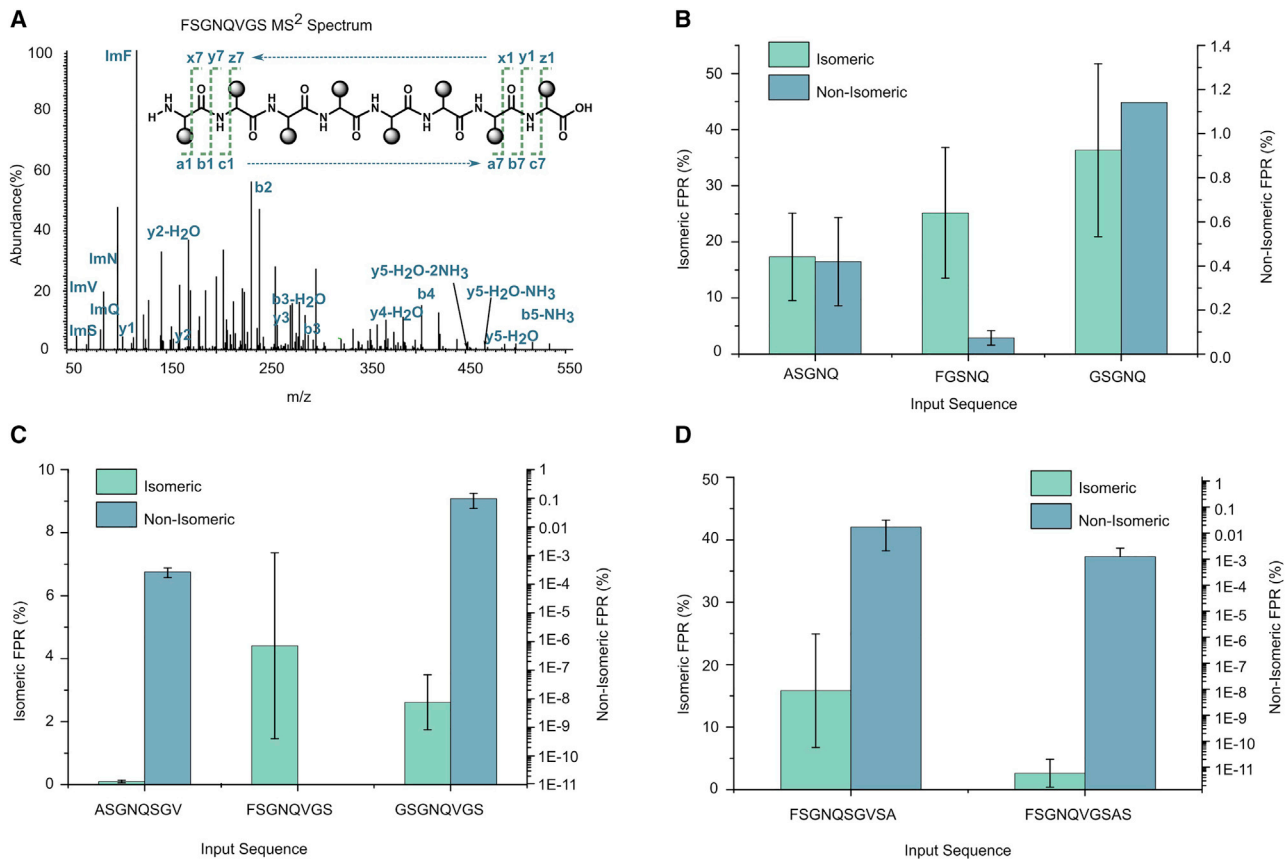 A
FSGNQVGS MS2 Spectrum
100
80
60
40
20
0
Abundance(%)
50
150
250
350
450
550
m/z
ImF
ImN
ImV
ImQ
ImS
y1
y2-H2O
y2
b2
b3-H2O
y3
b3
y4-H2O
b4
y5-H2O-2NH3
y5-H2O-NH3
b5-NH3
y5-H2O
x7 y7 z7
x1 y1 z1
H
N
H
O
N
H
O
H
N
O
N
H
O
H
N
O
N
H
O
H
N
O
N
H
O
OH
a1 b1 c1
a7 b7 c7
B
Isomeric
Non-Isomeric
Isomeric FPR (%)
50
40
30
20
10
0
1.4
1.2
1.0
0.8
0.6
0.4
0.2
0.0
Non-Isomeric FPR (%)
ASGNQ
FGSNQ
GSGNQ
Input Sequence
C
Isomeric
Non-Isomeric
Isomeric FPR (%)
10
8
6
4
2
0
1
0.1
0.01
1E-3
1E-4
1E-5
1E-6
1E-7
1E-8
1E-9
1E-10
1E-11
Non-Isomeric FPR (%)
ASGNQSGV
FSGNQVGS
GSGNQVGS
Input Sequence
D
Isomeric
Non-Isomeric
Isomeric FPR (%)
50
40
30
20
10
0
1
0.1
0.01
1E-3
1E-4
1E-5
1E-6
1E-7
1E-8
1E-9
1E-10
1E-11
Non-Isomeric FPR (%)
FSGNQSGVSA
FSGNQVGSAS
Input Sequence